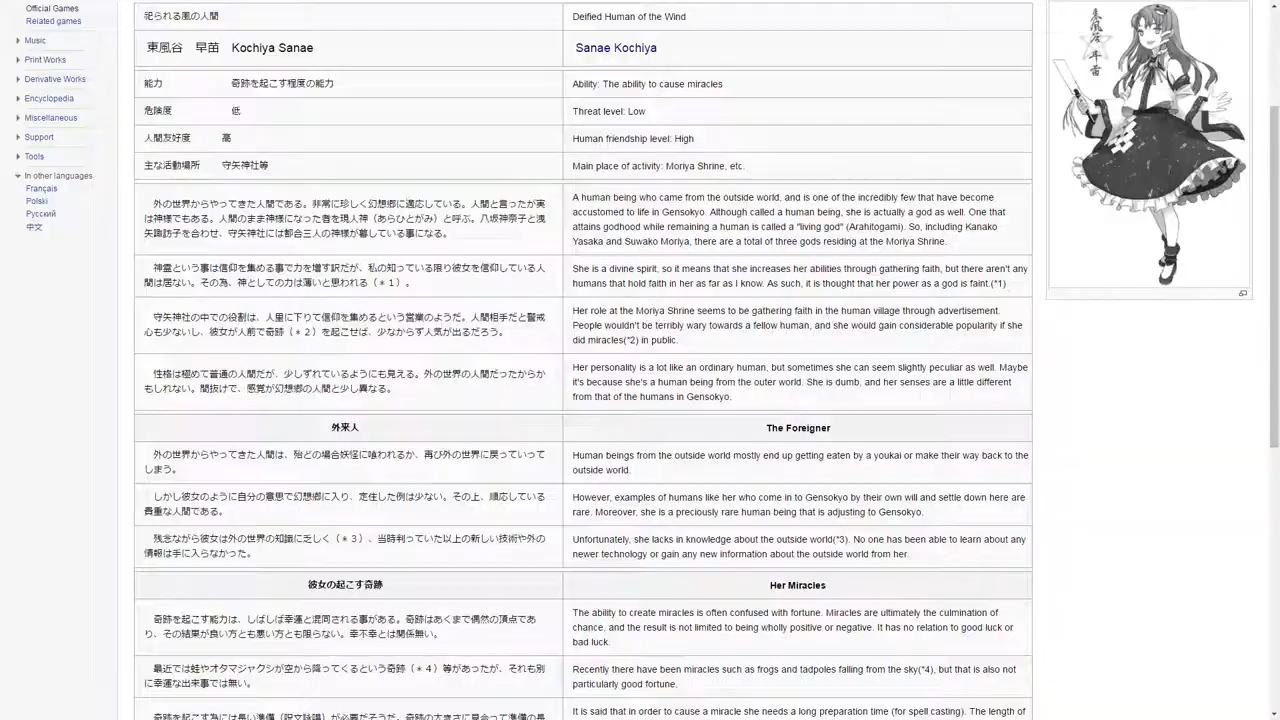 Official Games
Related games
Music
Print Works
Derivative Works
Encyclopedia
Miscellaneous
Support
Tools
In other languages
Français
Polski
Русский
中文
祀られる風の人間
Deified Human of the Wind
東風谷 早苗 Kochiya Sanae
Sanae Kochiya
能力 奇跡を起こす程度の能力
Ability: The ability to cause miracles
危険度 低
Threat level: Low
人間友好度 高
Human friendship level: High
主な活動場所 守矢神社等
Main place of activity: Moriya Shrine, etc.
外の世界からやってきた人間である。非常に珍しく幻想郷に適応している。人間と言ったが実
は神様でもある。人間のまま神様になった者を現人神（あらひとがみ）と呼ぶ。八坂神奈子と洩
矢諏訪子を合わせ、守矢神社には都合三人の神様が暮している事になる。
A human being who came from the outside world, and is one of the incredibly few that have become
accustomed to life in Gensokyo. Although called a human being, she is actually a god as well. One that
attains godhood while remaining a human is called a "living god" (Arahitogami). So, including Kanako
Yasaka and Suwako Moriya, there are a total of three gods residing at the Moriya Shrine.
神霊という事は信仰を集める事で力を増す訳だが、私の知っている限り彼女を信仰している人
間は居ない。その為、神としての力は薄いと思われる（＊１）。
She is a divine spirit, so it means that she increases her abilities through gathering faith, but there aren't any
humans that hold faith in her as far as I know. As such, it is thought that her power as a god is faint.(*1)
守矢神社の中での役割は、人里に下りて信仰を集めるという営業のようだ。人間相手だと警戒
心も少ないし、彼女が人前で奇跡（＊２）を起こせば、少なからず人気が出るだろう。
Her role at the Moriya Shrine seems to be gathering faith in the human village through advertisement.
People wouldn't be terribly wary towards a fellow human, and she would gain considerable popularity if she
did miracles(*2) in public.
性格は極めて普通の人間だが、少しずれているようにも見える。外の世界の人間だったからか
もしれない。間抜けで、感覚が幻想郷の人間と少し異なる。
Her personality is a lot like an ordinary human, but sometimes she can seem slightly peculiar as well. Maybe
it's because she's a human being from the outer world. She is dumb, and her senses are a little different
from that of the humans in Gensokyo.
外来人
The Foreigner
外の世界からやってきた人間は、殆どの場合妖怪に喰われるか、再び外の世界に戻っていって
しまう。
Human beings from the outside world mostly end up getting eaten by a youkai or make their way back to the
outside world.
しかし彼女のように自分の意思で幻想郷に入り、定住した例は少ない。その上、順応している
貴重な人間である。
However, examples of humans like her who come in to Gensokyo by their own will and settle down here are
rare. Moreover, she is a preciously rare human being that is adjusting to Gensokyo.
残念ながら彼女は外の世界の知識に乏しく（＊３）、当時判っていた以上の新しい技術や外の
情報は手に入らなかった。
Unfortunately, she lacks in knowledge about the outside world(*3). No one has been able to learn about any
newer technology or gain any new information about the outside world from her.
彼女の起こす奇跡
Her Miracles
奇跡を起こす能力は、しばしば幸運と混同される事がある。奇跡はあくまで偶然の頂点であ
り、その結果が良い方とも悪い方とも限らない。幸不幸とは関係無い。
The ability to create miracles is often confused with fortune. Miracles are ultimately the culmination of
chance, and the result is not limited to being wholly positive or negative. It has no relation to good luck or
bad luck.
最近では蛙やオタマジャクシが空から降ってくるという奇跡（＊４）等があったが、それも別
に幸運な出来事では無い。
Recently there have been miracles such as frogs and tadpoles falling from the sky(*4), but that is also not
particularly good fortune.
奇跡を起こす為には長い準備（呪文詠唱）が必要だそうだ。奇跡の大きさに見合って準備の長
It is said that in order to cause a miracle she needs a long preparation time (for spell casting). The length of
東風谷早苗